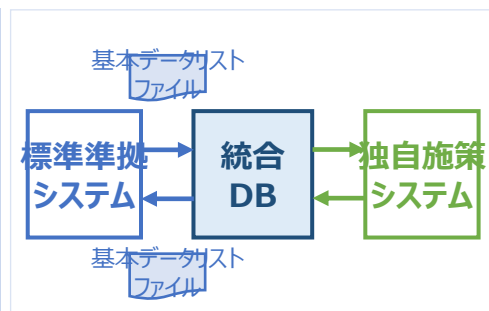 基本データリスト
ファイル
標準準拠
システム
統合
DB
独自施策
システム
基本データリスト
ファイル